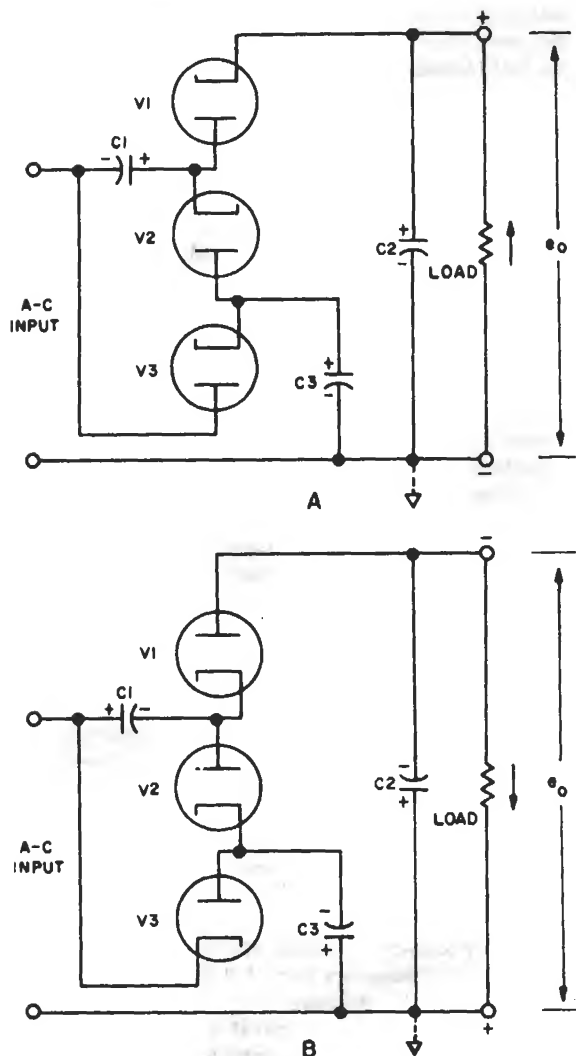 +
V1
C1
- +
V2
A-C
INPUT
+
C2
-
LOAD
e₀
V3
+
C3
-
-
A
-
V1
C1
+ -
V2
A-C
INPUT
-
C2
+
LOAD
e₀
V3
-
C3
+
+
B